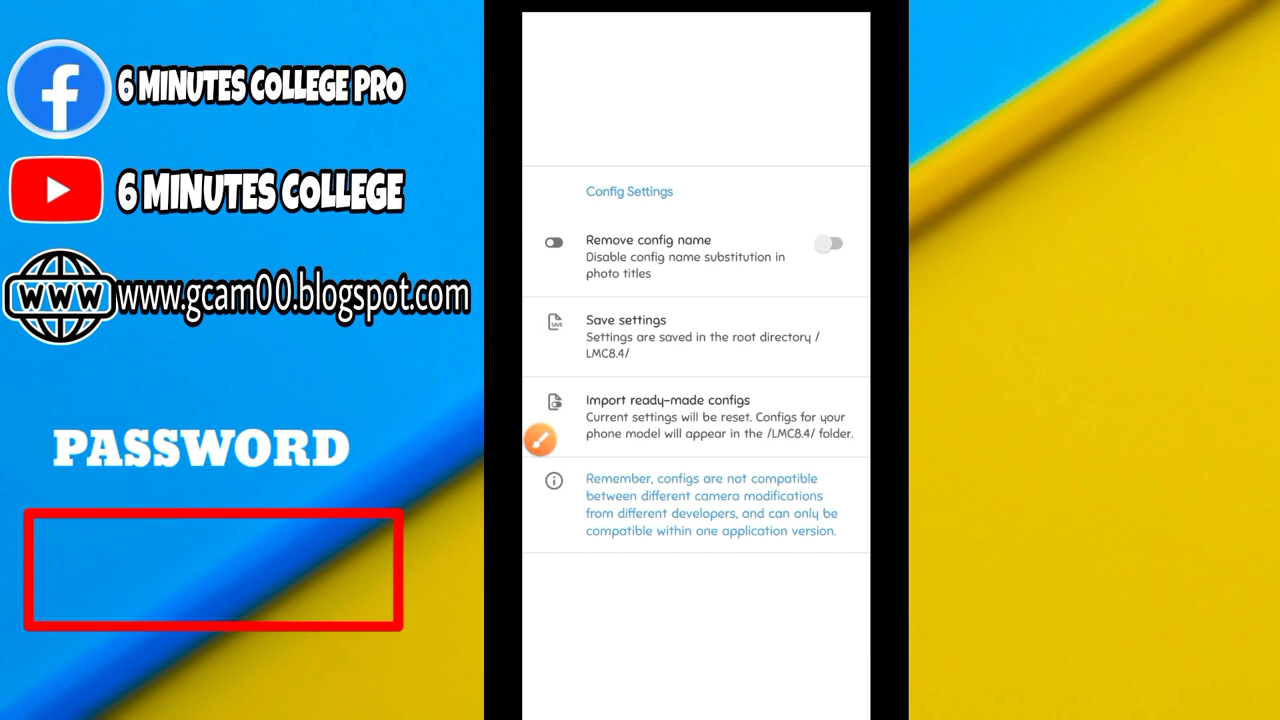 6 MINUTES COLLEGE PRO
6 MINUTES COLLEGE
WWW www.gcam00.blogspot.com
PASSWORD
Config Settings
Remove config name
Disable config name substitution in
photo titles
SAVE
Save settings
Settings are saved in the root directory /
LMC8.4/
Import ready-made configs
Current settings will be reset. Configs for your
phone model will appear in the /LMC8.4/ folder.
Remember, configs are not compatible
between different camera modifications
from different developers, and can only be
compatible within one application version.